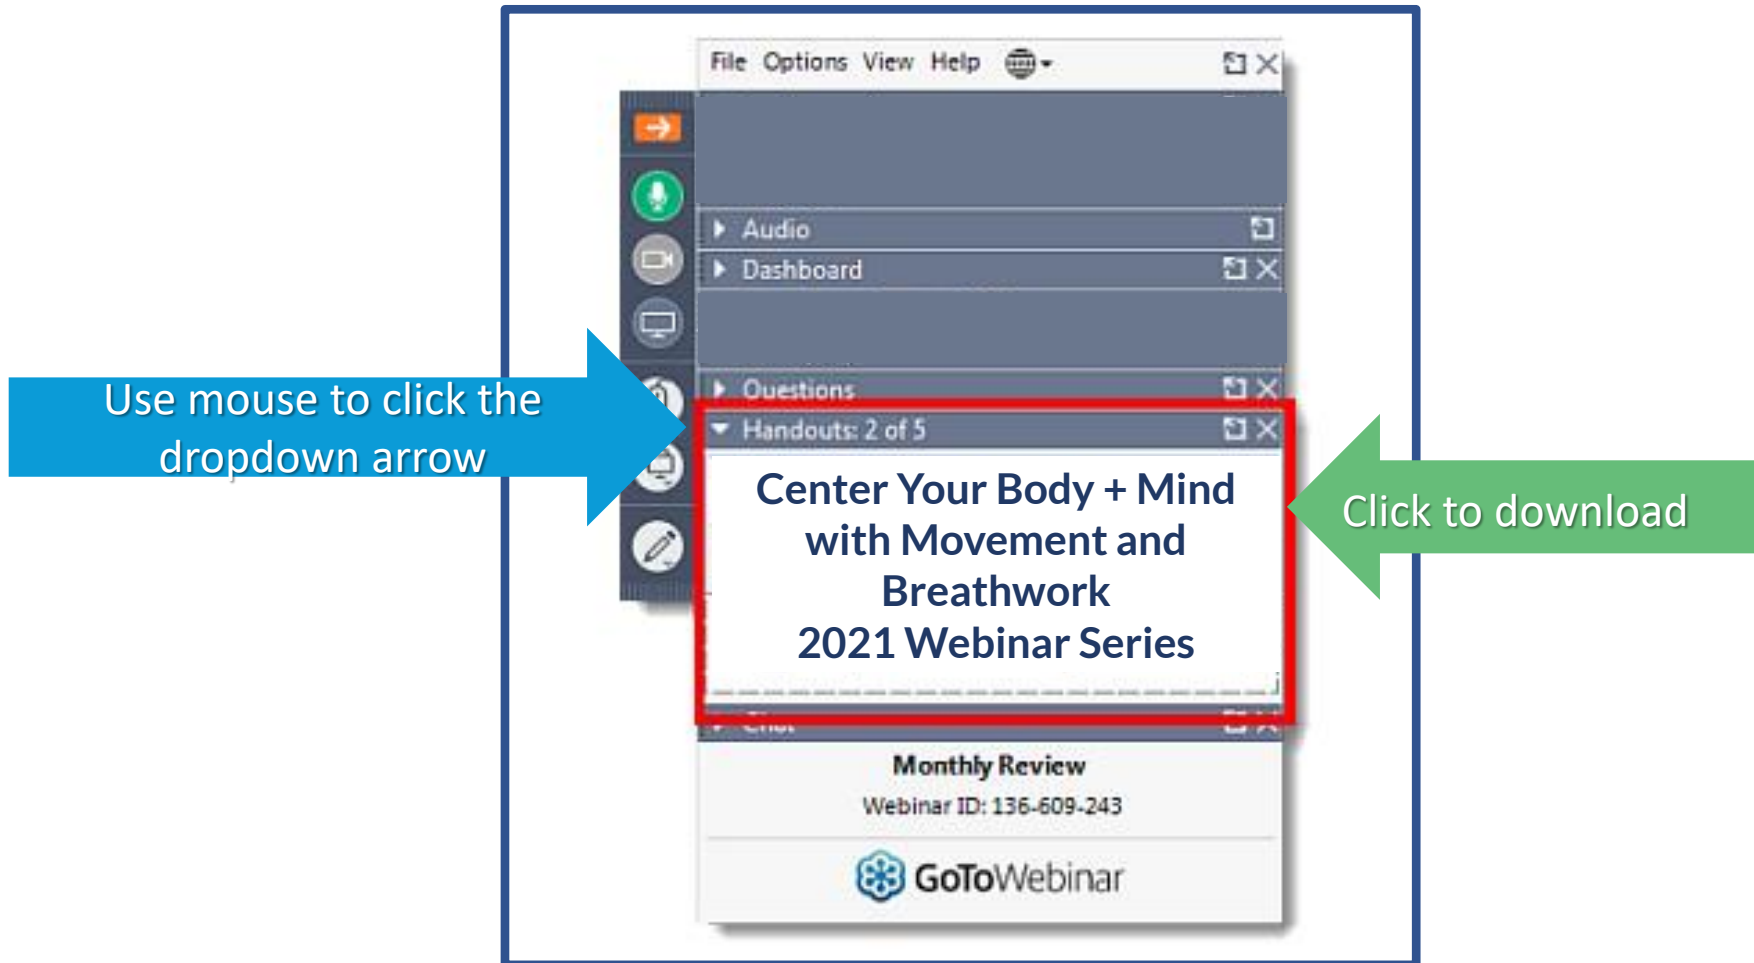 File Options View Help
Audio
Dashboard
Questions
Use mouse to click the
dropdown arrow
Handouts: 2 of 5
Center Your Body + Mind
with Movement and
Breathwork
2021 Webinar Series
Click to download
Chat
Monthly Review
Webinar ID: 136-609-243
GoToWebinar